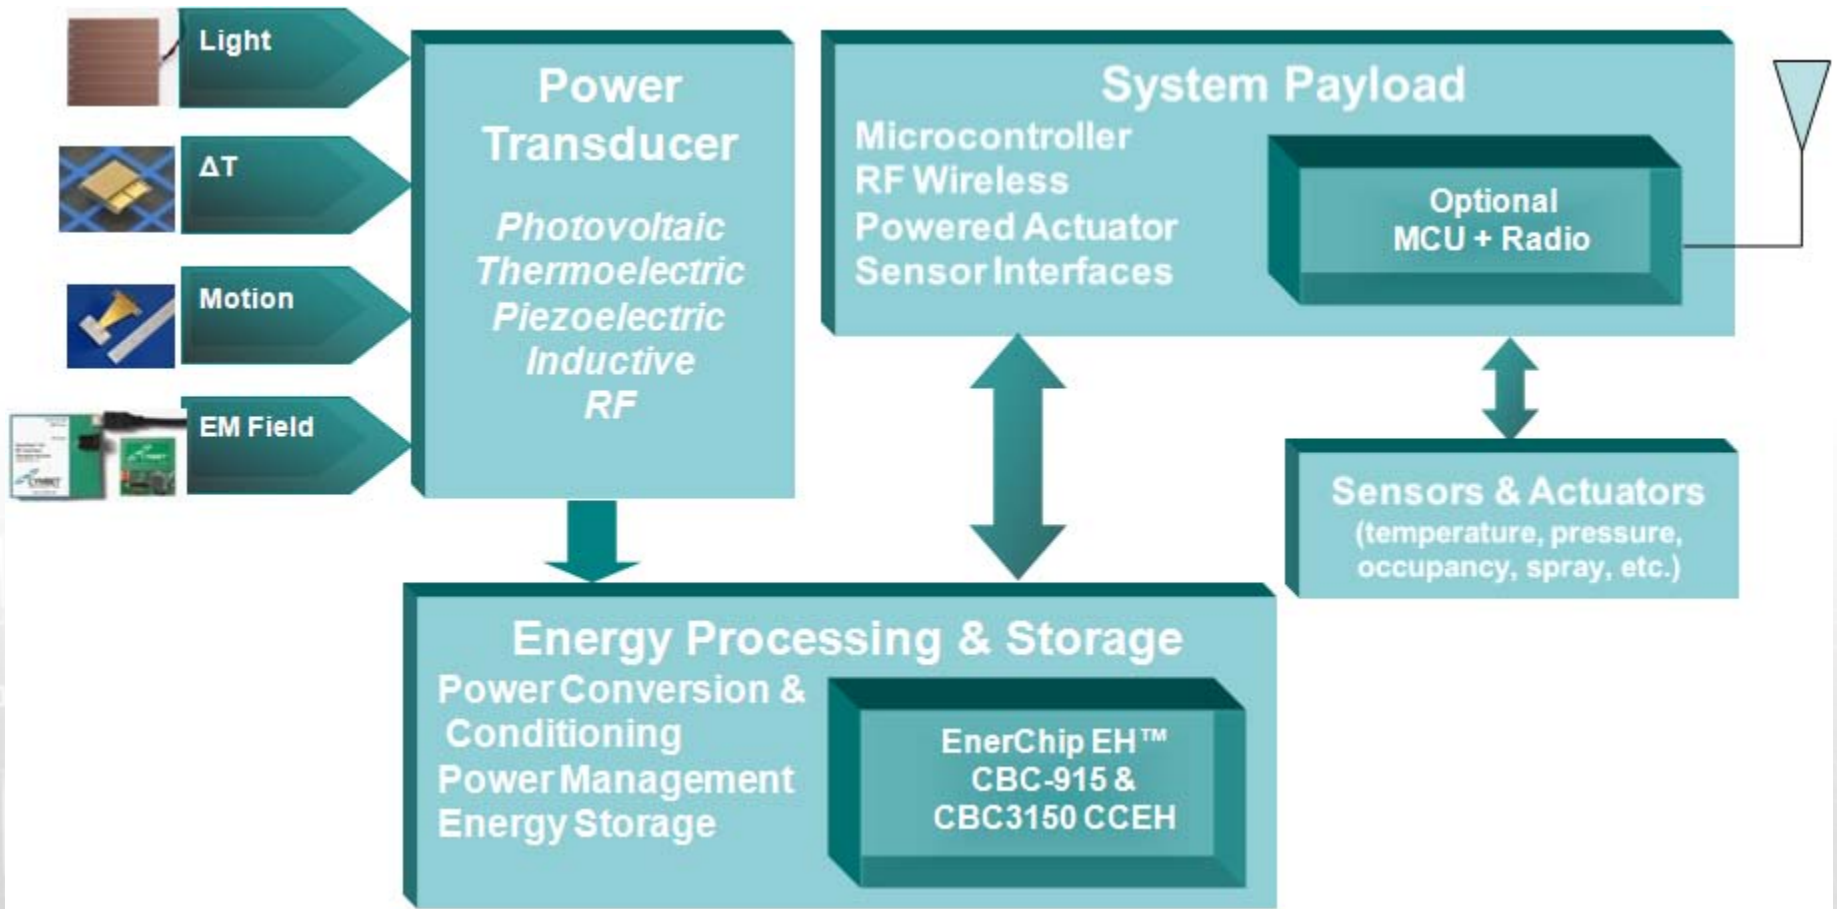 Light
ΔT
Motion
EM Field
CYMBET
Power
Transducer
Photovoltaic
Thermoelectric
Piezoelectric
Inductive
RF
System Payload
Microcontroller
RF Wireless
Powered Actuator
Sensor Interfaces
Optional
MCU + Radio
Sensors & Actuators
(temperature, pressure,
occupancy, spray, etc.)
Energy Processing & Storage
Power Conversion &
Conditioning
Power Management
Energy Storage
EnerChip EH™
CBC-915 &
CBC3150 CCEH